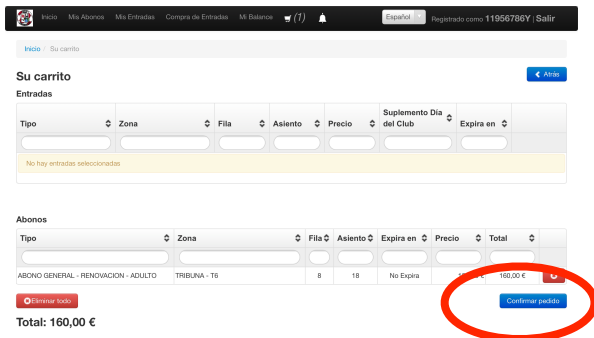 Inicio Mis Abonos Mis Entradas Compra de Entradas Mi Balance (1) Español Registrado como 11956786Y | Salir
Inicio / Su carrito
Su carrito
Atrás
Entradas
Tipo Zona Fila Asiento Precio Suplemento Día del Club Expira en
No hay entradas seleccionadas
Abonos
Tipo Zona Fila Asiento Expira en Precio Total
ABONO GENERAL - RENOVACION - ADULTO TRIBUNA - T6 8 18 No Expira € 160,00 €
Eliminar todo Confirmar pedido
Total: 160,00 €